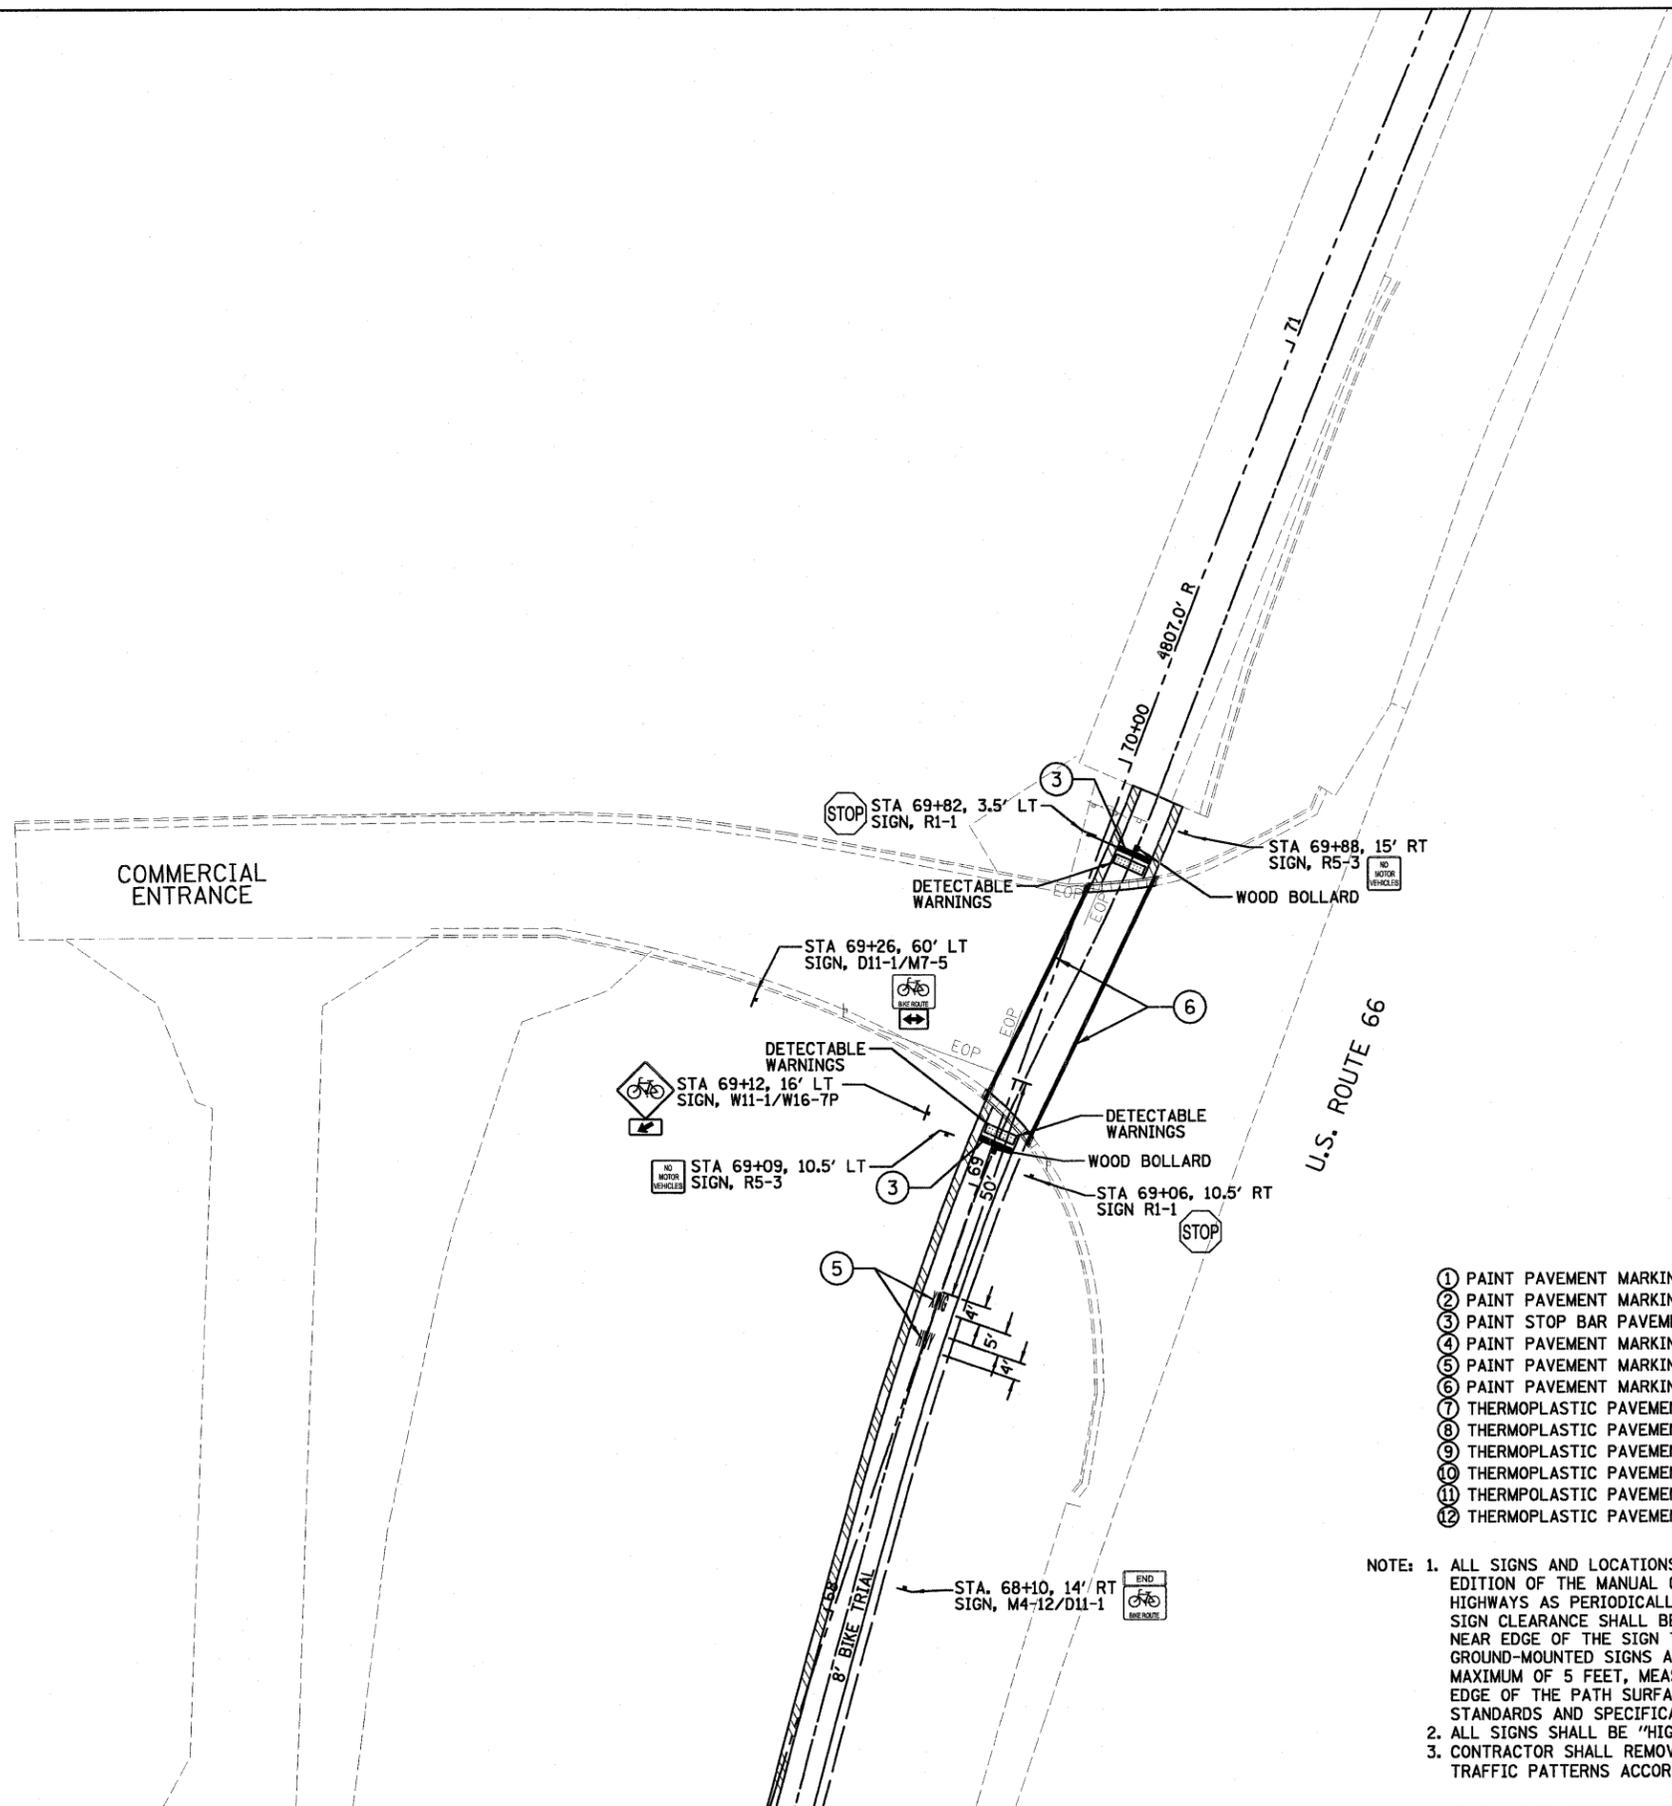 71
4807.0' R
70+00
3
STOP
STA 69+82, 3.5' LT
SIGN, R1-1
STA 69+88, 15' RT
SIGN, R5-3
NO
MOTOR
VEHICLES
COMMERCIAL
ENTRANCE
DETECTABLE
WARNINGS
EOP
EOP
WOOD BOLLARD
STA 69+26, 60' LT
SIGN, D11-1/M7-5
BIKE ROUTE
6
EOP
EOP
U.S. ROUTE 66
DETECTABLE
WARNINGS
STA 69+12, 16' LT
SIGN, W11-1/W16-7P
DETECTABLE
WARNINGS
WOOD BOLLARD
NO
MOTOR
VEHICLES
STA 69+09, 10.5' LT
SIGN, R5-3
3
69
50'
STA 69+06, 10.5' RT
SIGN R1-1
STOP
5
XNG
4'
5'
4'
68
8' BIKE TRIAL
STA. 68+10, 14' RT
SIGN, M4-12/D11-1
END
BIKE ROUTE
1 PAINT PAVEMENT MARKIN
2 PAINT PAVEMENT MARKIN
3 PAINT STOP BAR PAVEM
4 PAINT PAVEMENT MARKIN
5 PAINT PAVEMENT MARKIN
6 PAINT PAVEMENT MARKIN
7 THERMOPLASTIC PAVEME
8 THERMOPLASTIC PAVEME
9 THERMOPLASTIC PAVEME
10 THERMOPLASTIC PAVEME
11 THERMPOLASTIC PAVEME
12 THERMOPLASTIC PAVEME
NOTE: 1. ALL SIGNS AND LOCATIONS
EDITION OF THE MANUAL
HIGHWAYS AS PERIODICALL
SIGN CLEARANCE SHALL BE
NEAR EDGE OF THE SIGN
GROUND-MOUNTED SIGNS A
MAXIMUM OF 5 FEET, MEAS
EDGE OF THE PATH SURFA
STANDARDS AND SPECIFICA
2. ALL SIGNS SHALL BE "HIG
3. CONTRACTOR SHALL REMOV
TRAFFIC PATTERNS ACCOR